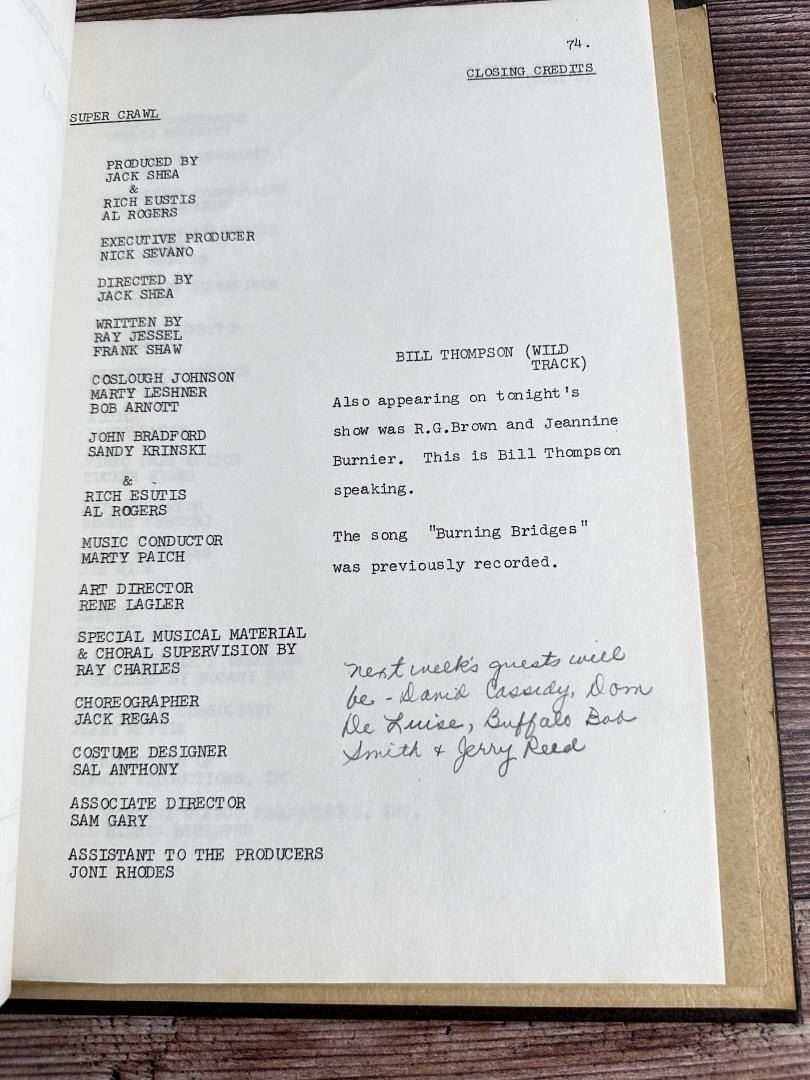 74.
CLOSING CREDITS
SUPER CRAWL
PRODUCED BY
JACK SHEA
&
RICH EUSTIS
AL ROGERS
EXECUTIVE PRODUCER
NICK SEVANO
DIRECTED BY
JACK SHEA
WRITTEN BY
RAY JESSEL
FRANK SHAW
COSLOUGH JOHNSON
MARTY LESHNER
BOB ARNOTT
JOHN BRADFORD
SANDY KRINSKI
&
RICH ESUTIS
AL ROGERS
MUSIC CONDUCTOR
MARTY PAICH
ART DIRECTOR
RENE LAGLER
SPECIAL MUSICAL MATERIAL
& CHORAL SUPERVISION BY
RAY CHARLES
CHOREOGRAPHER
JACK REGAS
COSTUME DESIGNER
SAL ANTHONY
ASSOCIATE DIRECTOR
SAM GARY
ASSISTANT TO THE PRODUCERS
JONI RHODES
BILL THOMPSON (WILD
TRACK)
Also appearing on tonight's
show was R.G.Brown and Jeannine
Burnier. This is Bill Thompson
speaking.
The song "Burning Bridges"
was previously recorded.
next week's guests will
be - David Cassidy, Dom
De Luise, Buffalo Bob
Smith & Jerry Reed